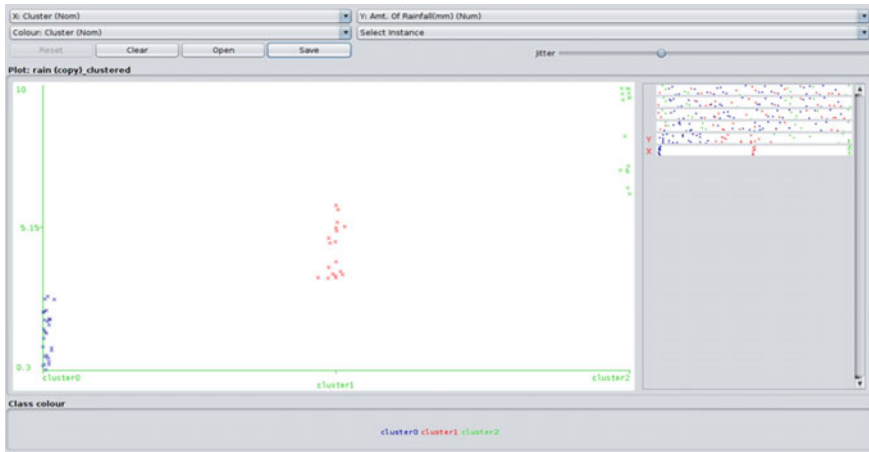 X: Cluster (Nom)
Y: Amt. Of Rainfall(mm) (Num)
Colour: Cluster (Nom)
Select Instance
Reset
Clear
Open
Save
Jitter
Plot: rain (copy)_clustered
10
5.15
0.3
cluster0
cluster1
cluster2
Y
X
Class colour
cluster0 cluster1 cluster2